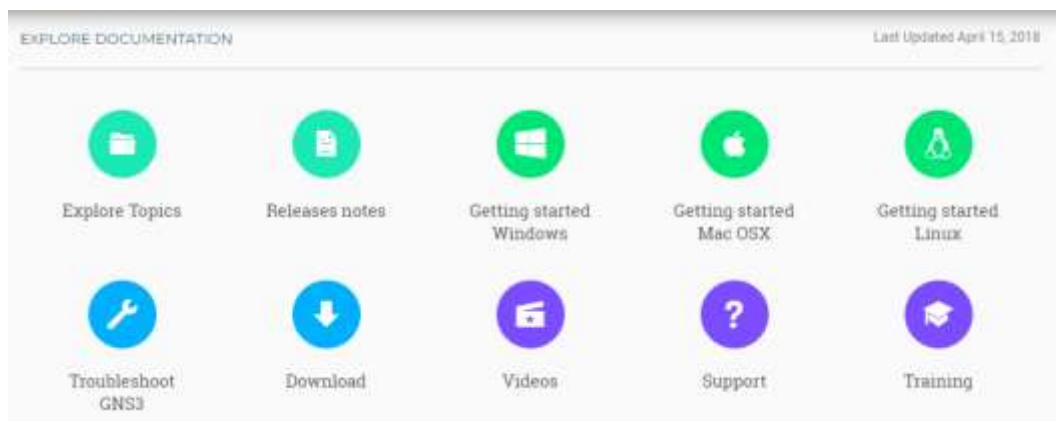 EXPLORE DOCUMENTATION
Last Updated April 15, 2018
Explore Topics
Releases notes
Getting started
Windows
Getting started
Mac OSX
Getting started
Linux
Troubleshoot
GNS3
Download
Videos
Support
Training